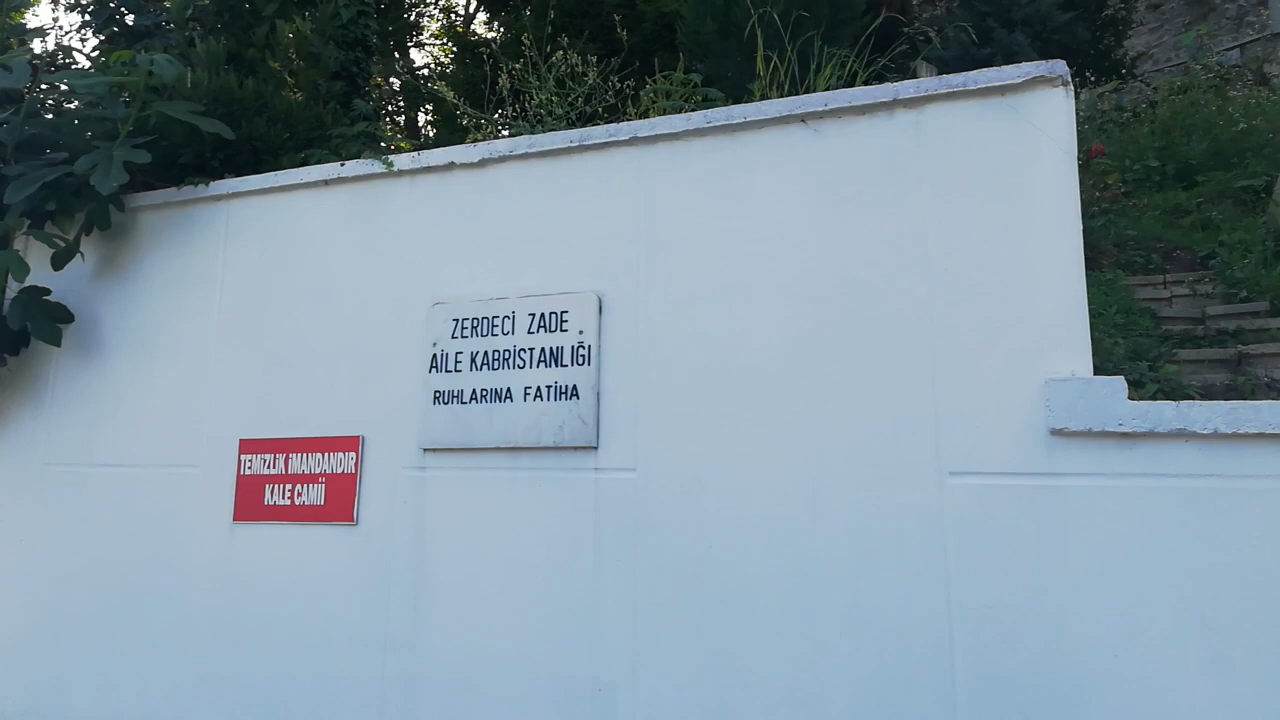 ZERDECİ ZADE
AİLE KABRİSTANLIĞI
RUHLARINA FATİHA
TEMİZLİK İMANDANDIR
KALE CAMİİ